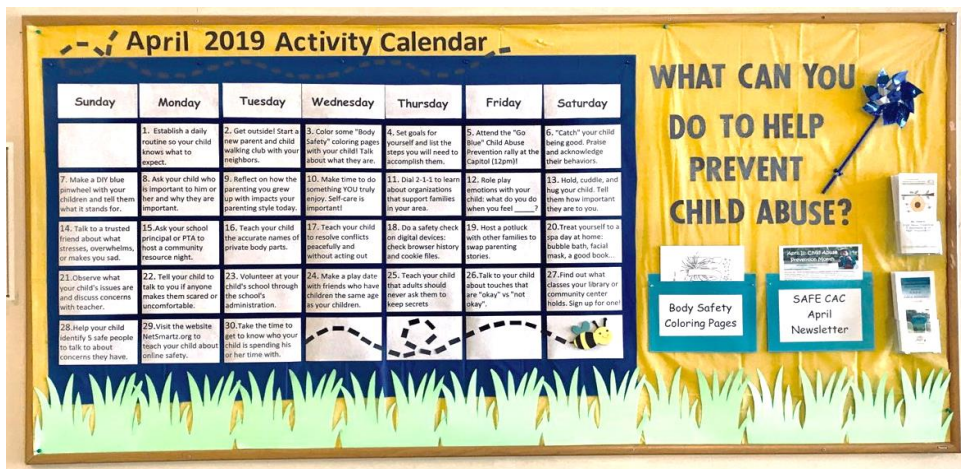 April 2019 Activity Calendar
Sunday
Monday
Tuesday
Wednesday
Thursday
Friday
Saturday
1. Establish a daily
routine so your child
knows what to
expect.
2. Get outside! Start a
new parent and child
walking club with your
neighbors.
3. Color some "Body
Safety" coloring pages
with your child! Talk
about what they are.
4. Set goals for
yourself and list the
steps you will need to
accomplish them.
5. Attend the "Go
Blue" Child Abuse
Prevention rally at the
Capitol (12pm)!
6. "Catch" your child
being good. Praise
and acknowledge
their behaviors.
7. Make a DIY blue
pinwheel with your
children and tell them
what it stands for.
8. Ask your child who
is important to him or
her and why they are
important.
9. Reflect on how the
parenting you grew
up with impacts your
parenting style today.
10. Make time to do
something YOU truly
enjoy. Self-care is
important!
11. Dial 2-1-1 to learn
about organizations
that support families
in your area.
12. Role play
emotions with your
child: what do you do
when you feel _____?
13. Hold, cuddle, and
hug your child. Tell
them how important
they are to you.
14. Talk to a trusted
friend about what
stresses, overwhelms,
or makes you sad.
15.Ask your school
principal or PTA to
host a community
resource night.
16. Teach your child
the accurate names of
private body parts.
17. Teach your child
to resolve conflicts
peacefully and
without acting out
18. Do a safety check
on digital devices:
check browser history
and cookie files.
19. Host a potluck
with other families to
swap parenting
stories.
20.Treat yourself to a
spa day at home:
bubble bath, facial
mask, a good book...
21.Observe what
your child's issues are
and discuss concerns
with teacher.
22. Tell your child to
talk to you if anyone
makes them scared or
uncomfortable.
23. Volunteer at your
child's school through
the school's
administration.
24. Make a play date
with friends who have
children the same age
as your children.
25. Teach your child
that adults should
never ask them to
keep secrets
26.Talk to your child
about touches that
are "okay" vs "not
okay".
27.Find out what
classes your library or
community center
holds. Sign up for one!
28.Help your child
identify 5 safe people
to talk to about
concerns they have.
29.Visit the website
NetSmartz.org to
teach your child about
online safety.
30.Take the time to
get to know who your
child is spending his
or her time with.
WHAT CAN YOU
DO TO HELP
PREVENT
CHILD ABUSE?
Body Safety
Coloring Pages
April is Child Abuse
Prevention Month
SAFE CAC
April
Newsletter